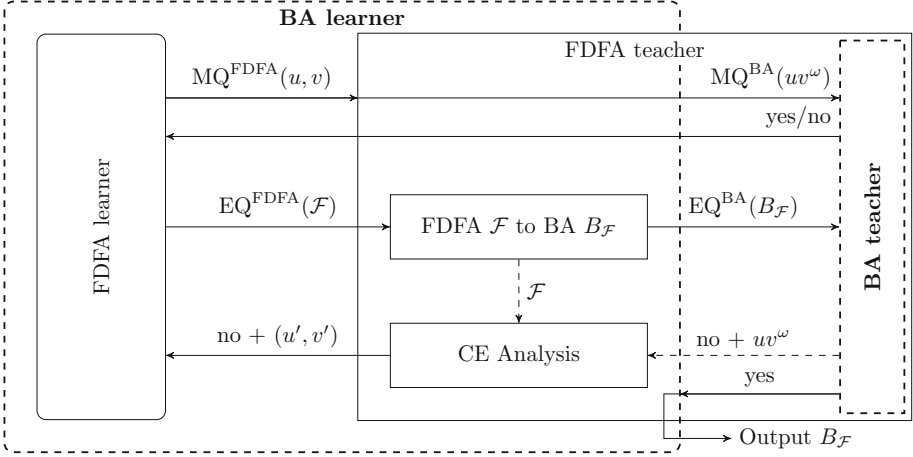 BA learner
FDFA teacher
MQ^FDFA(u, v)
MQ^BA(uv^ω)
yes/no
FDFA learner
EQ^FDFA(ℱ)
FDFA ℱ to BA B_ℱ
EQ^BA(B_ℱ)
BA teacher
ℱ
no + (u′, v′)
CE Analysis
no + uv^ω
yes
Output B_ℱ